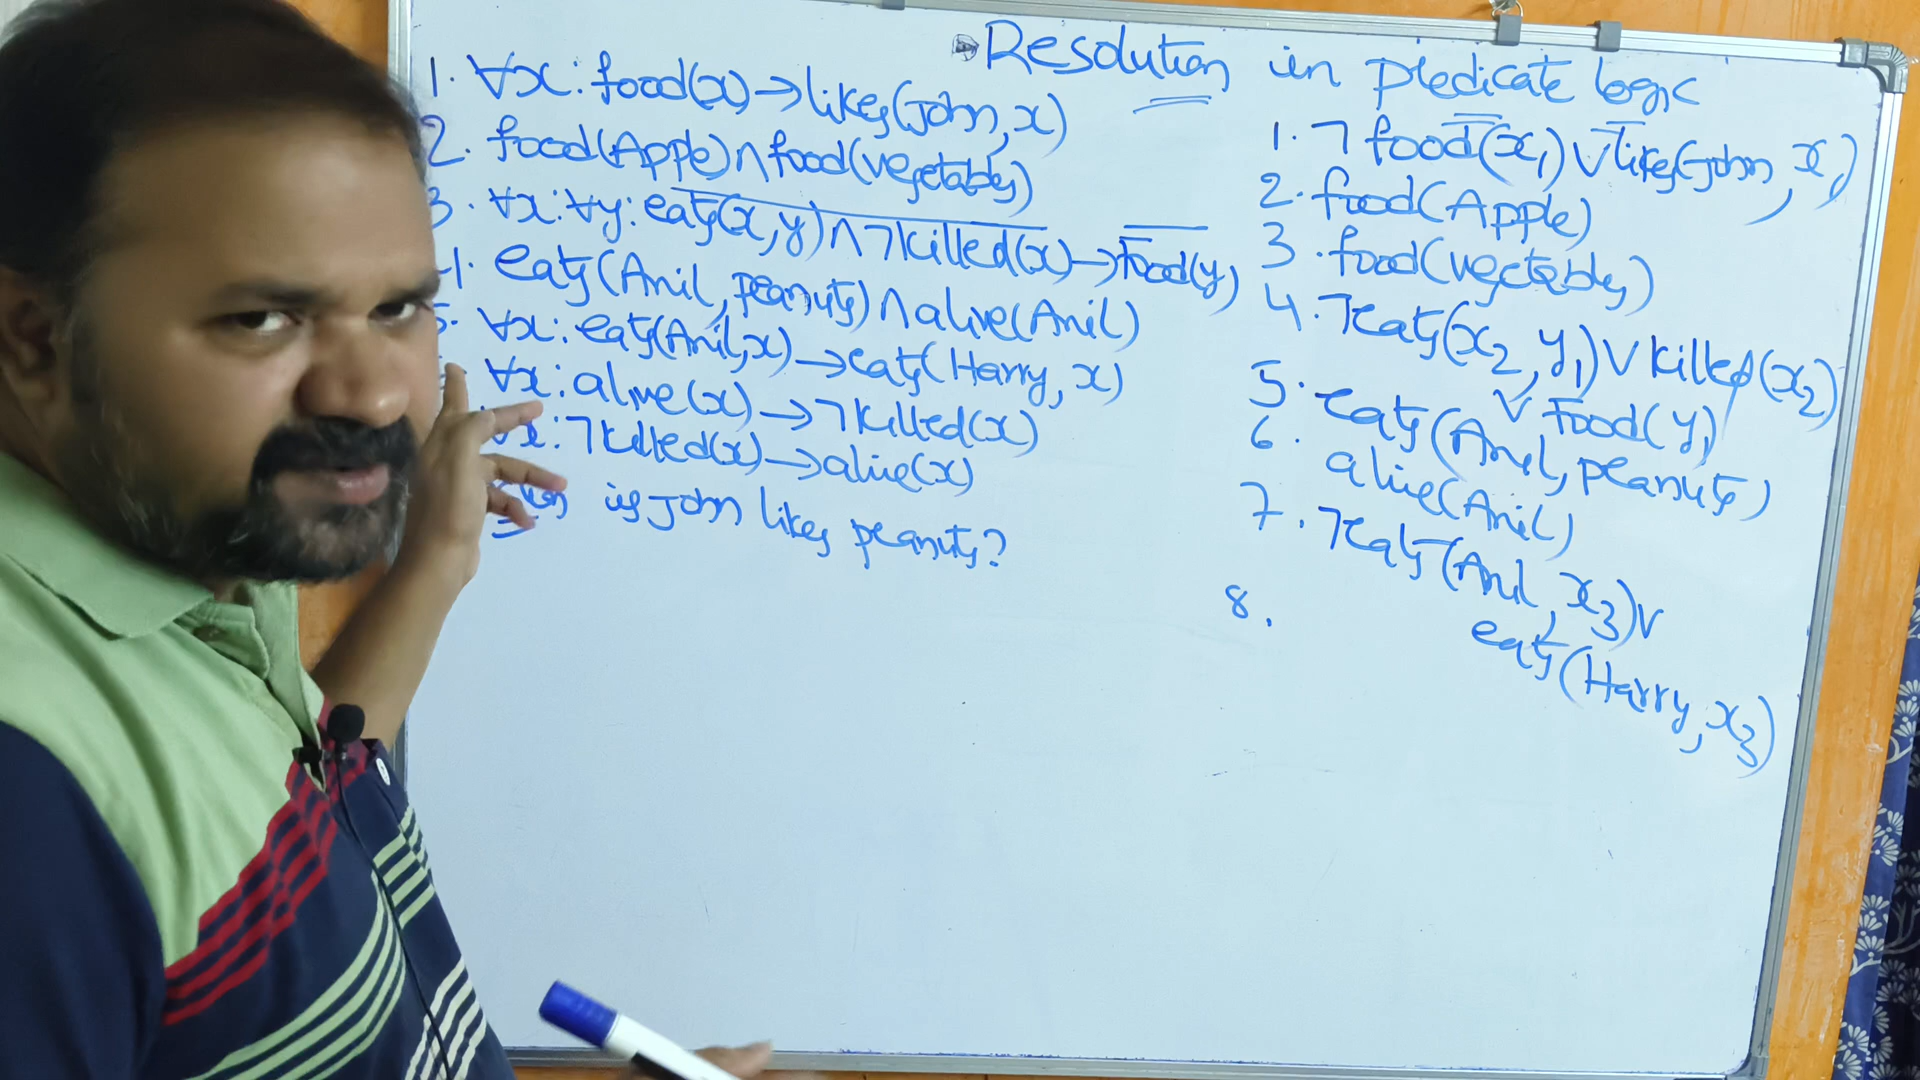 Resolution in predicate logic
1. ∀x: food(x) → likes(John, x)
2. food(Apple) ∧ food(vegetables)
3. ∀x: ∀y: eats(x, y) ∧ ¬killed(x) → Food(y)
4. eats(Anil, peanuts) ∧ alive(Anil)
5. ∀x: eats(Anil, x) → eats(Harry, x)
∀x: alive(x) → ¬killed(x)
∀x: ¬killed(x) → alive(x)
is John likes peanuts?
1. ¬food(x₁) ∨ likes(John, x₁)
2. food(Apple)
3. food(vegetables)
4. ¬eats(x₂, y₁) ∨ killed(x₂)
∨ Food(y₁)
5. eats(Anil, peanuts)
6. alive(Anil)
7. ¬eats(Anil, x₃) ∨
eats(Harry, x₃)
8.